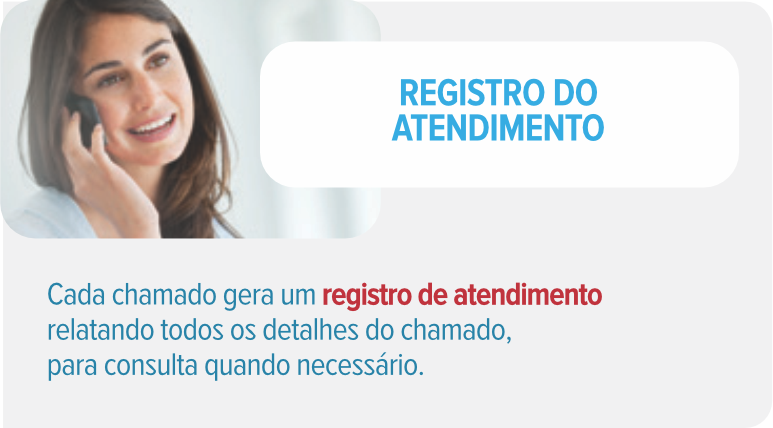 REGISTRO DO
ATENDIMENTO
Cada chamado gera um registro de atendimento
relatando todos os detalhes do chamado,
para consulta quando necessário.